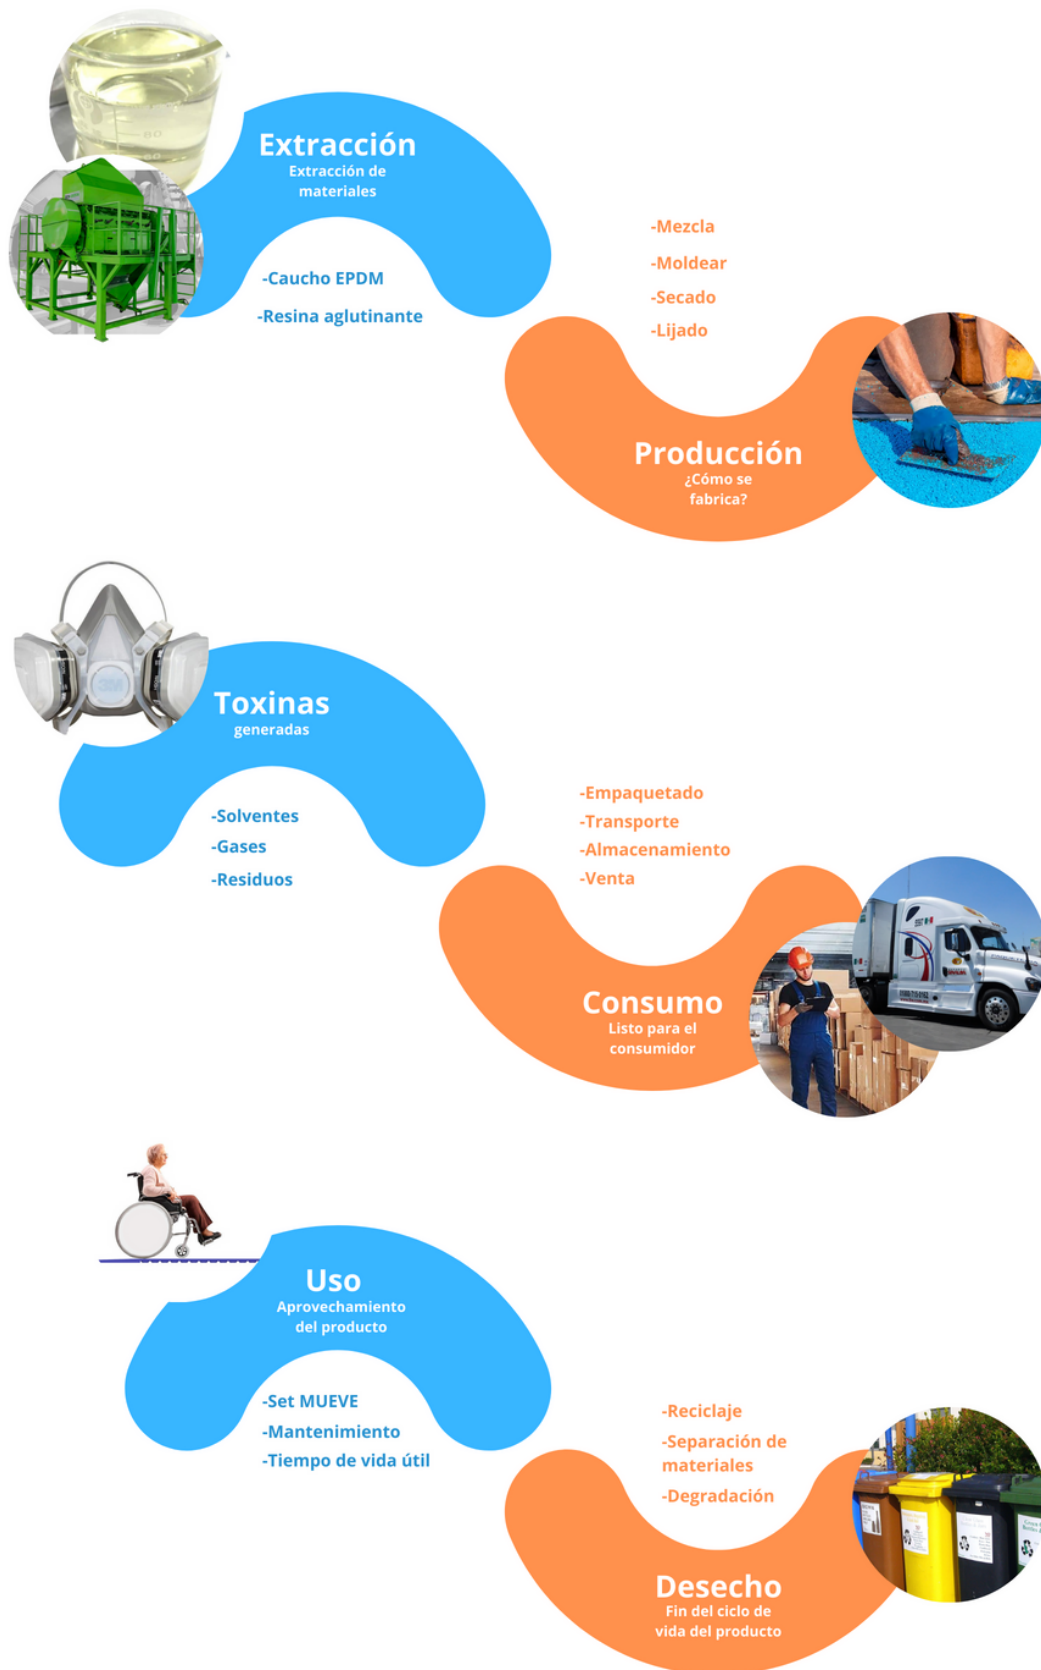 Extracción
Extracción de
materiales
-Caucho EPDM
-Resina aglutinante
-Mezcla
-Moldear
-Secado
-Lijado
Producción
¿Cómo se
fabrica?
3M
Toxinas
generadas
-Solventes
-Gases
-Residuos
-Empaquetado
-Transporte
-Almacenamiento
-Venta
Consumo
Listo para el
consumidor
Uso
Aprovechamiento
del producto
-Set MUEVE
-Mantenimiento
-Tiempo de vida útil
-Reciclaje
-Separación de
materiales
-Degradación
Desecho
Fin del ciclo de
vida del producto